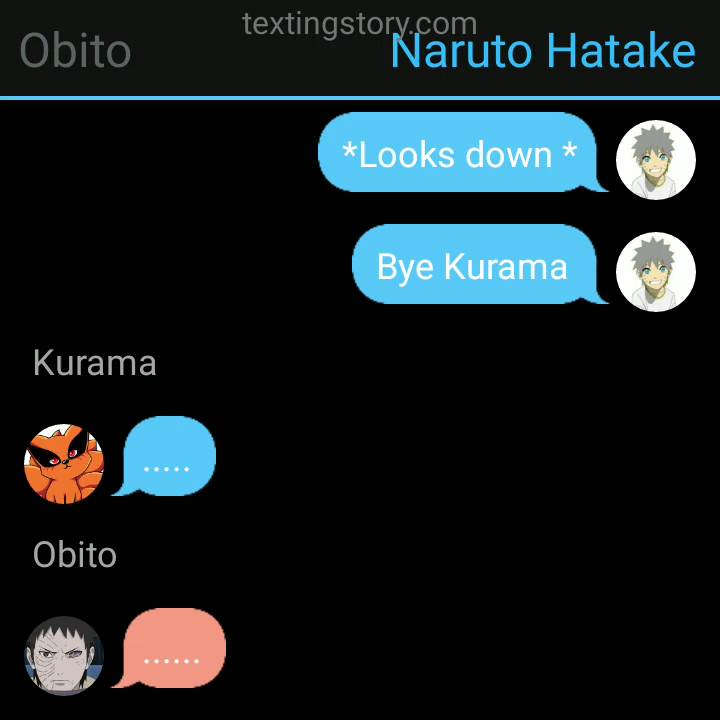 textingstory.com
Obito
Naruto Hatake
*Looks down *
Bye Kurama
Kurama
.....
Obito
......